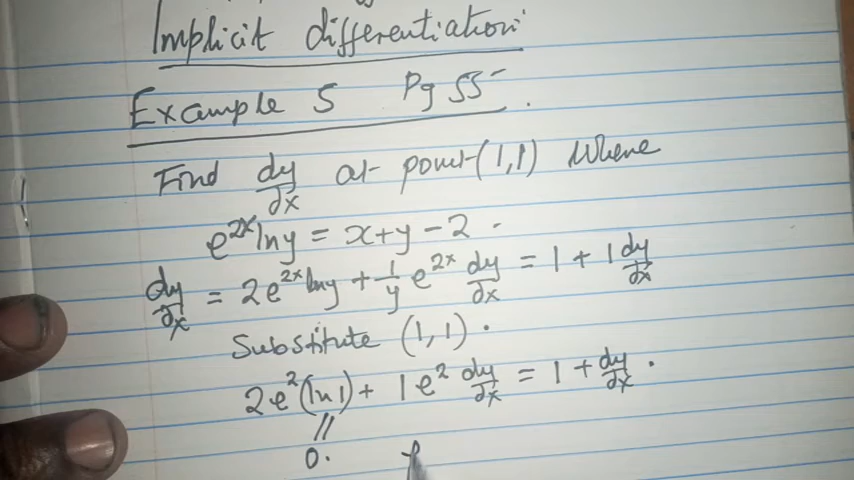 Implicit differentiation
Example 5 Pg 55
Find dy/dx at point (1,1) Where
e^2x ln y = x+y-2.
dy/dx = 2e^2x ln y + 1/y e^2x dy/dx = 1 + 1 dy/dx
Substitute (1,1).
2e^2(ln 1) + 1e^2 dy/dx = 1 + dy/dx.
//
0.